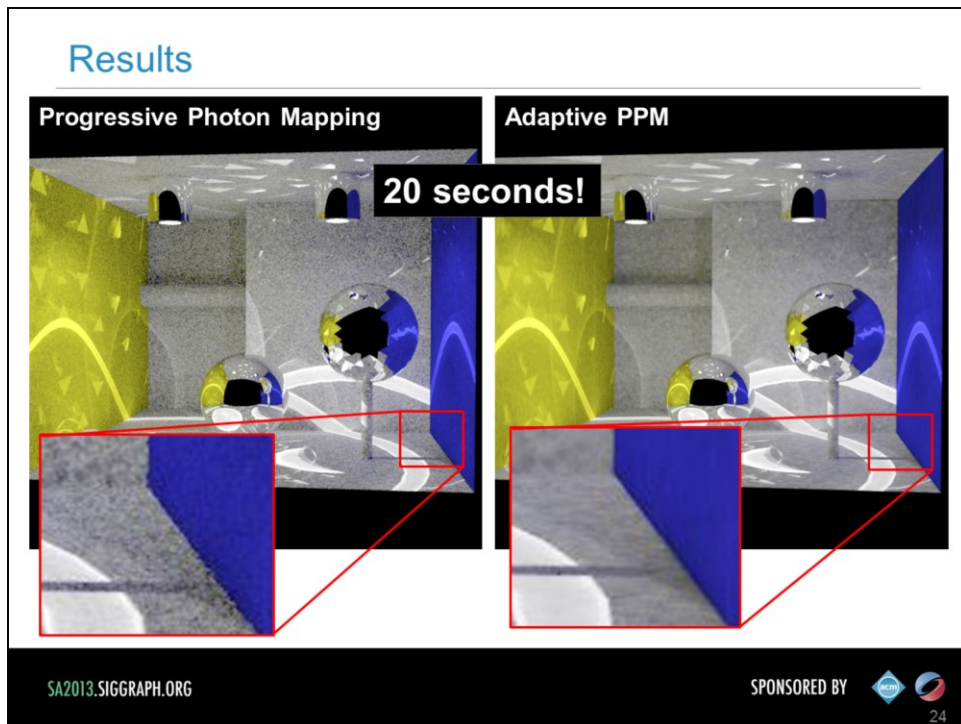 Results
Progressive Photon Mapping
Adaptive PPM
20 seconds!
SA2013.SIGGRAPH.ORG
SPONSORED BY
acm
24